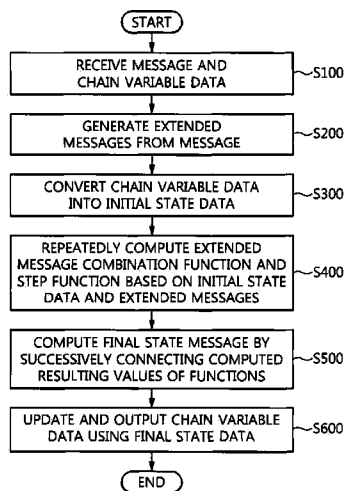 START
RECEIVE MESSAGE AND
CHAIN VARIABLE DATA
S100
GENERATE EXTENDED
MESSAGES FROM MESSAGE
S200
CONVERT CHAIN VARIABLE DATA
INTO INITIAL STATE DATA
S300
REPEATEDLY COMPUTE EXTENDED
MESSAGE COMBINATION FUNCTION AND
STEP FUNCTION BASED ON INITIAL STATE
DATA AND EXTENDED MESSAGES
S400
COMPUTE FINAL STATE MESSAGE BY
SUCCESSIVELY CONNECTING COMPUTED
RESULTING VALUES OF FUNCTIONS
S500
UPDATE AND OUTPUT CHAIN VARIABLE
DATA USING FINAL STATE DATA
S600
END